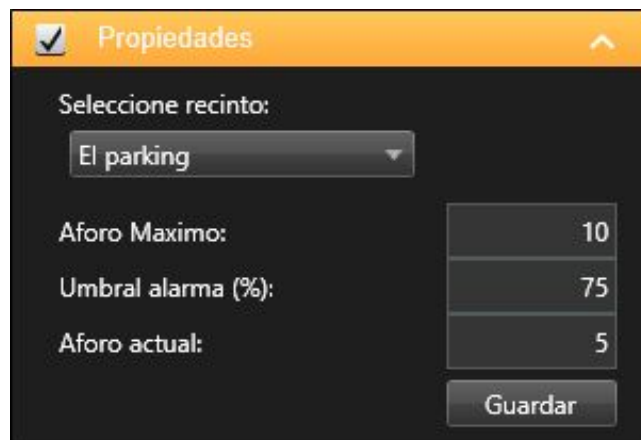 Propiedades
Seleccione recinto:
El parking
Aforo Maximo: 10
Umbral alarma (%): 75
Aforo actual: 5
Guardar